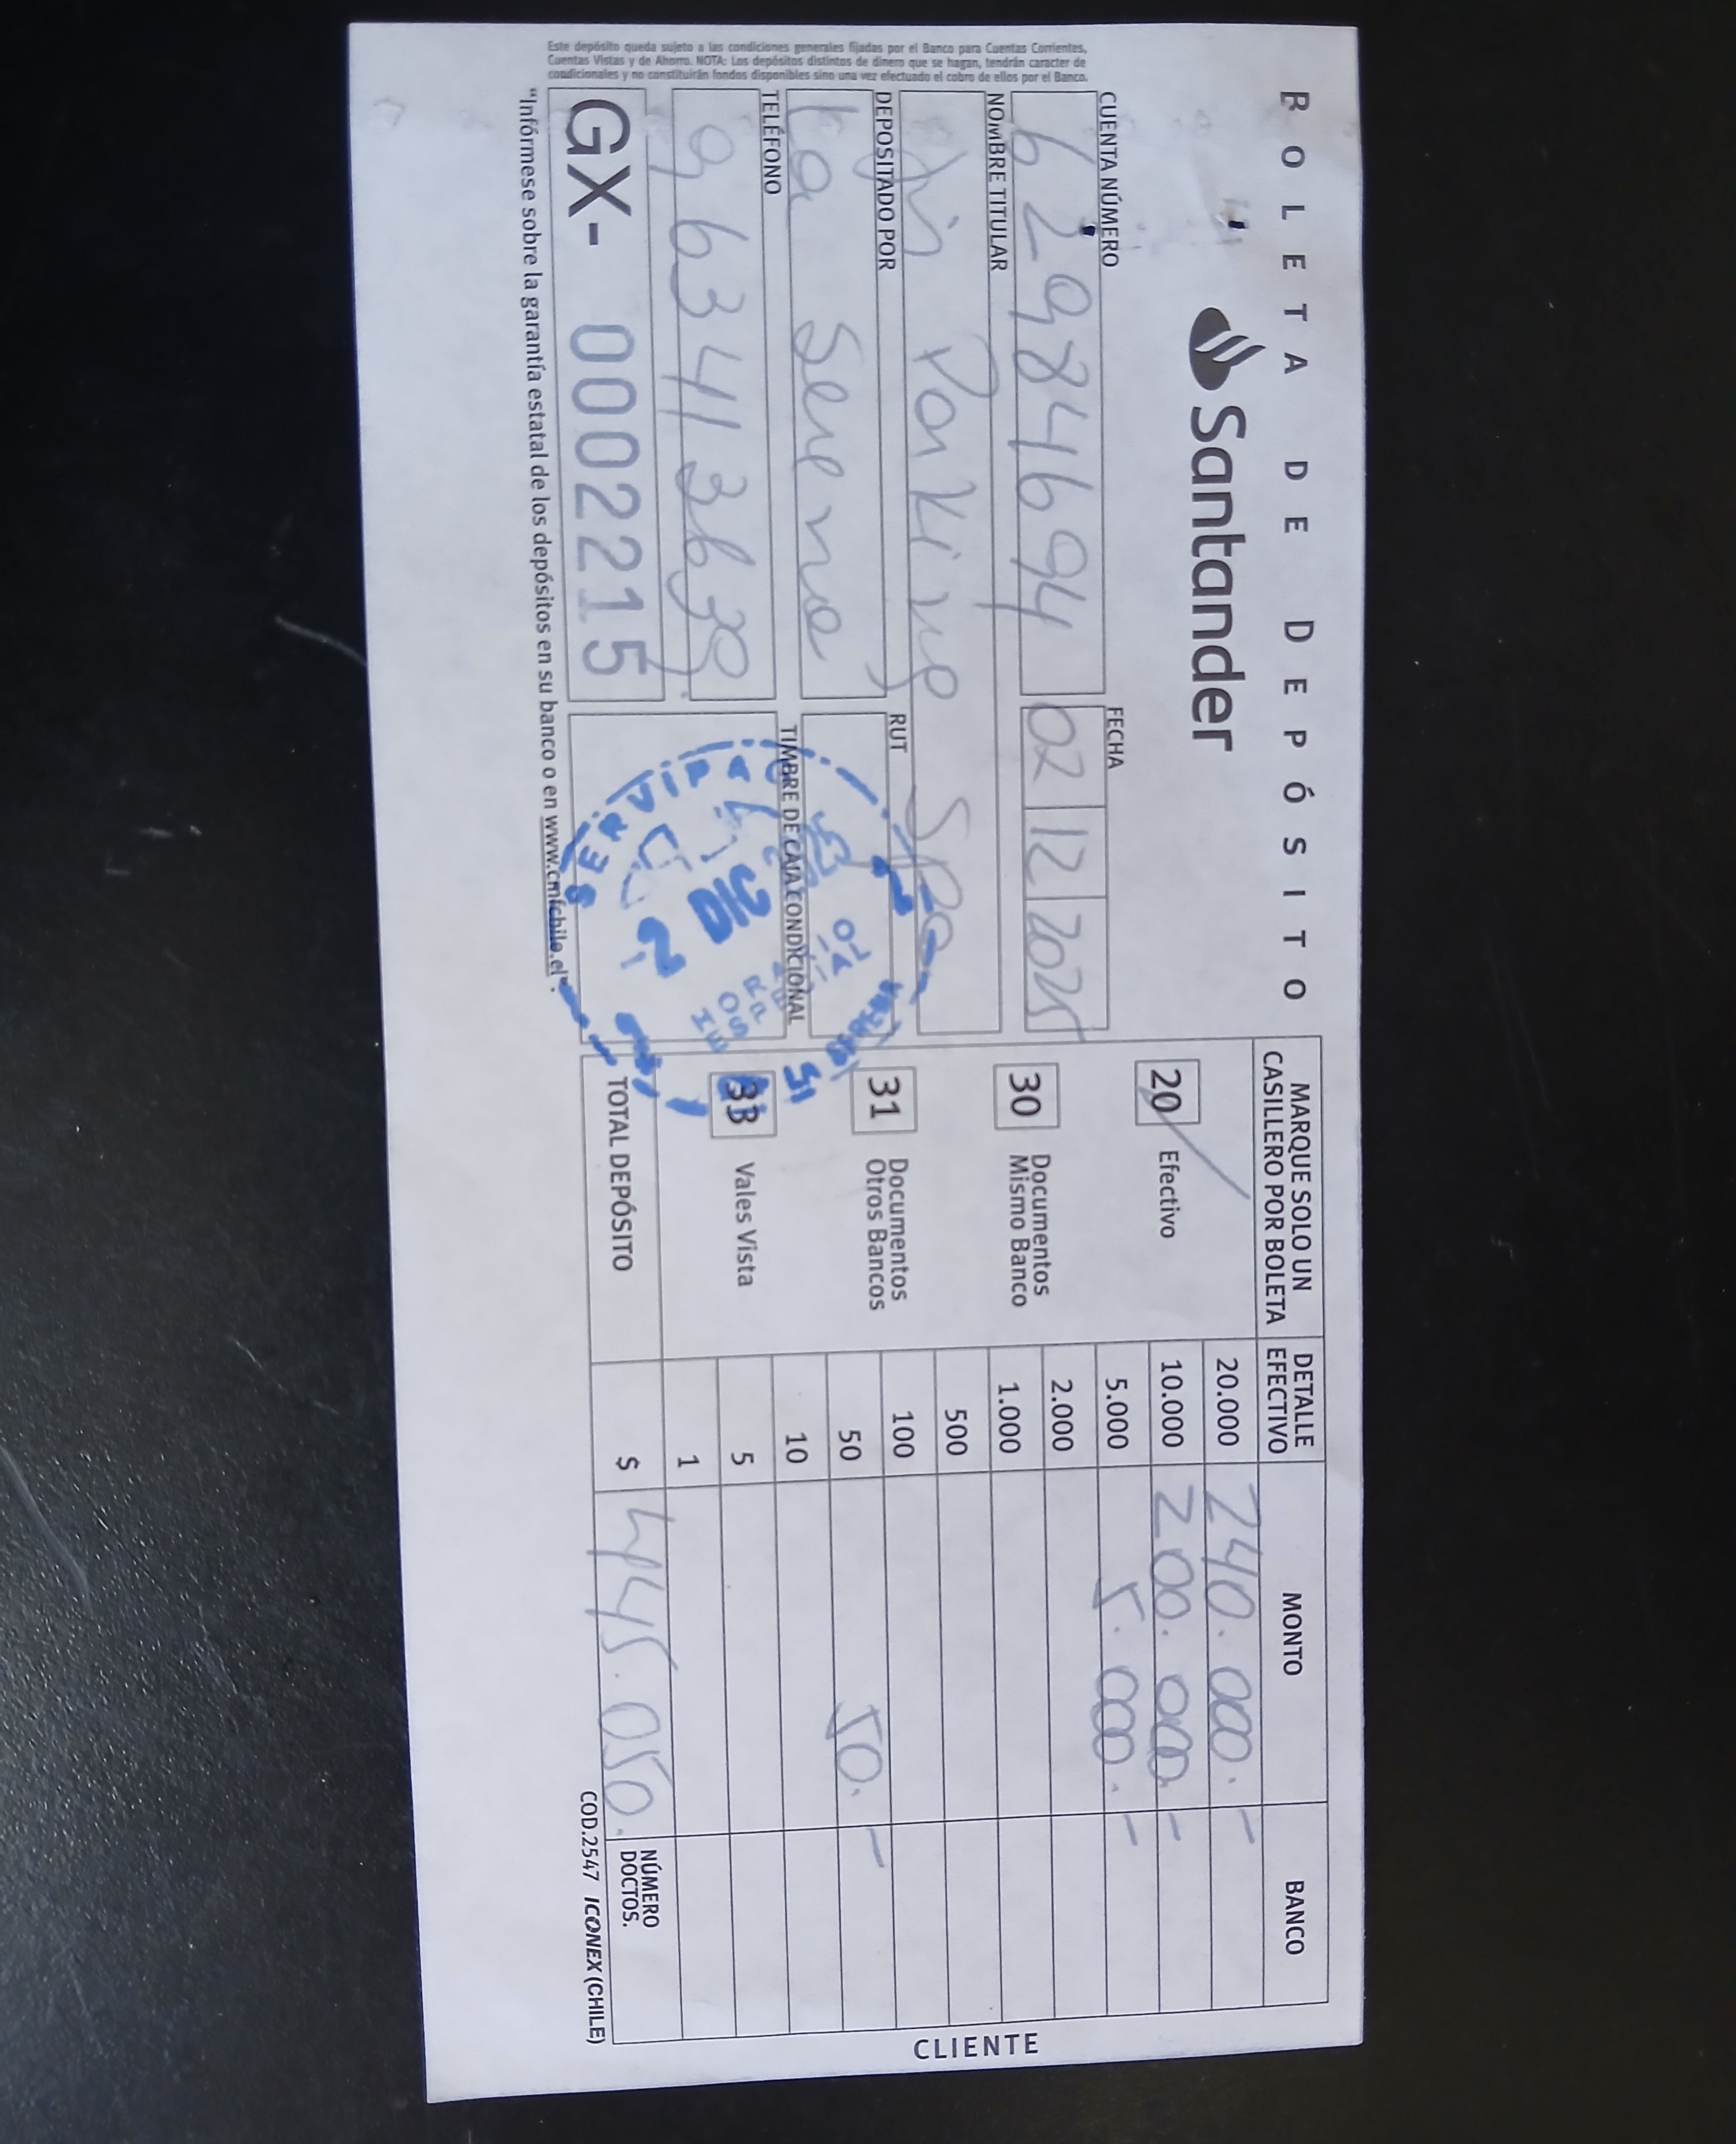 BOLETA DE DEPÓSITO
Santander
CUENTA NÚMERO
62984694
FECHA
02 12 2025
NOMBRE TITULAR
Parking Spa
DEPOSITADO POR
La Serena
RUT
TELÉFONO
TIMBRE DE CAJA CONDICIONAL
GX- 0002215
Este depósito queda sujeto a las condiciones generales fijadas por el Banco para Cuentas Corrientes,
Cuentas Vistas y de Ahorro. NOTA: Los depósitos distintos de dinero que se hagan, tendrán caracter de
condicionales y no constituirán fondos disponibles sino una vez efectuado el cobro de ellos por el Banco.
"Infórmese sobre la garantía estatal de los depósitos en su banco o en www.cmfchile.cl".
MARQUE SOLO UN
CASILLERO POR BOLETA
DETALLE
EFECTIVO
MONTO
BANCO
20 Efectivo
30 Documentos
Mismo Banco
31 Documentos
Otros Bancos
33 Vales Vista
20.000 240.000.-
10.000 200.000.-
5.000 5.000.-
2.000
1.000
500
100
50 50.-
10
5
1
TOTAL DEPÓSITO $ 445.050.
NÚMERO
DOCTOS.
COD.2547 ICONEX (CHILE)
CLIENTE